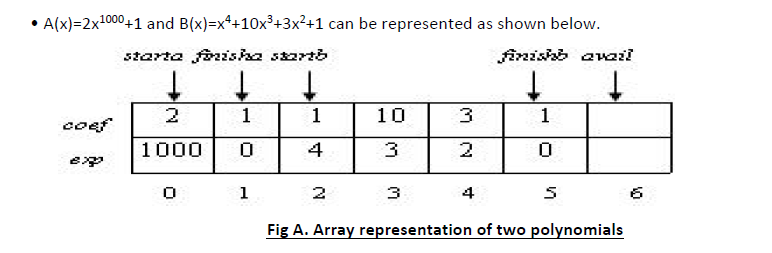 • A(x)=2x¹⁰⁰⁰+1 and B(x)=x⁴+10x³+3x²+1 can be represented as shown below.
starta finisha startb finishb avail
coef 2 1 1 10 3 1
exp 1000 0 4 3 2 0
0 1 2 3 4 5 6
Fig A. Array representation of two polynomials